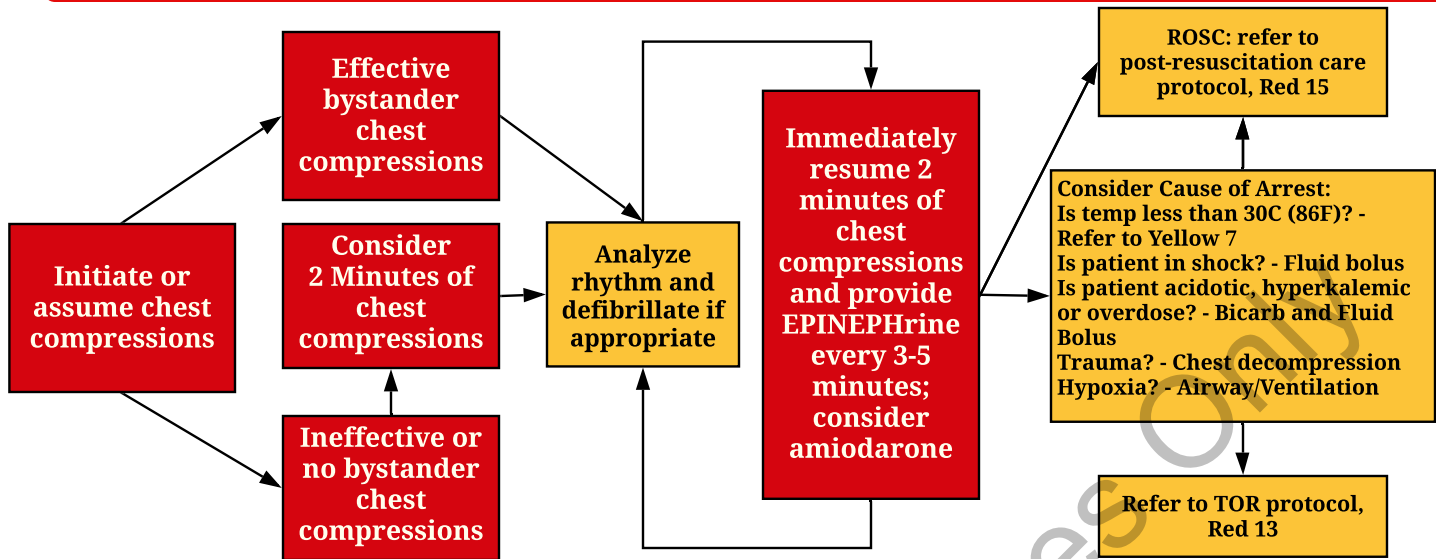 Effective
bystander
chest
compressions
Initiate or
assume chest
compressions
Consider
2 Minutes of
chest
compressions
Ineffective or
no bystander
chest
compressions
Analyze
rhythm and
defibrillate if
appropriate
Immediately
resume 2
minutes of
chest
compressions
and provide
EPINEPHrine
every 3-5
minutes;
consider
amiodarone
ROSC: refer to
post-resuscitation care
protocol, Red 15
Consider Cause of Arrest:
Is temp less than 30C (86F)? -
Refer to Yellow 7
Is patient in shock? - Fluid bolus
Is patient acidotic, hyperkalemic
or overdose? - Bicarb and Fluid
Bolus
Trauma? - Chest decompression
Hypoxia? - Airway/Ventilation
Refer to TOR protocol,
Red 13
Only